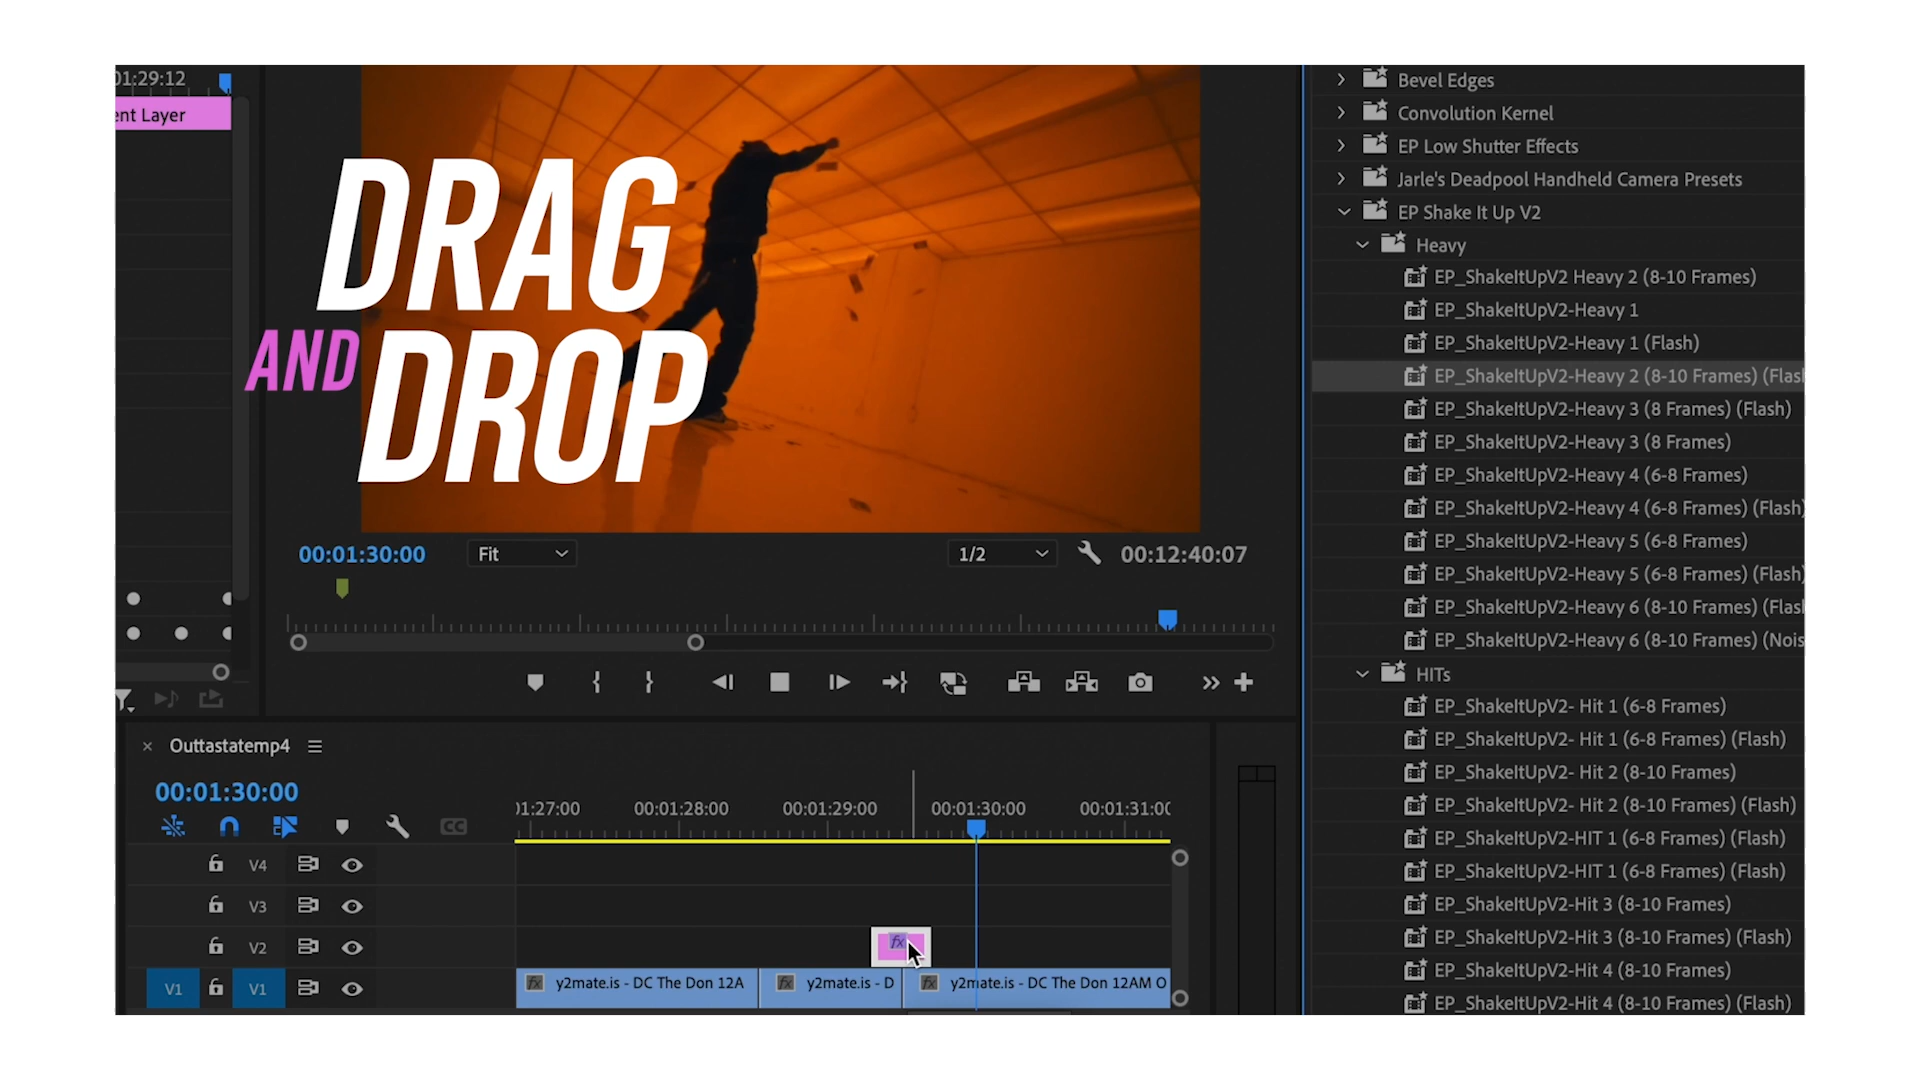 01:29:12
ent Layer
DRAG
AND
DROP
00:01:30:00
Fit
1/2
00:12:40:07
Outtastatemp4
00:01:30:00
CC
01:27:00
00:01:28:00
00:01:29:00
00:01:30:00
00:01:31:00
V4
V3
V2
fx
V1
V1
fx y2mate.is - DC The Don 12A
fx y2mate.is - D
fx y2mate.is - DC The Don 12AM O
Bevel Edges
Convolution Kernel
EP Low Shutter Effects
Jarle's Deadpool Handheld Camera Presets
EP Shake It Up V2
Heavy
EP_ShakeItUpV2 Heavy 2 (8-10 Frames)
EP_ShakeItUpV2-Heavy 1
EP_ShakeItUpV2-Heavy 1 (Flash)
EP_ShakeItUpV2-Heavy 2 (8-10 Frames) (Flash
EP_ShakeItUpV2-Heavy 3 (8 Frames) (Flash)
EP_ShakeItUpV2-Heavy 3 (8 Frames)
EP_ShakeItUpV2-Heavy 4 (6-8 Frames)
EP_ShakeItUpV2-Heavy 4 (6-8 Frames) (Flash)
EP_ShakeItUpV2-Heavy 5 (6-8 Frames)
EP_ShakeItUpV2-Heavy 5 (6-8 Frames) (Flash)
EP_ShakeItUpV2-Heavy 6 (8-10 Frames) (Flash
EP_ShakeItUpV2-Heavy 6 (8-10 Frames) (Nois
HITs
EP_ShakeItUpV2- Hit 1 (6-8 Frames)
EP_ShakeItUpV2- Hit 1 (6-8 Frames) (Flash)
EP_ShakeItUpV2- Hit 2 (8-10 Frames)
EP_ShakeItUpV2- Hit 2 (8-10 Frames) (Flash)
EP_ShakeItUpV2-HIT 1 (6-8 Frames) (Flash)
EP_ShakeItUpV2-HIT 1 (6-8 Frames) (Flash)
EP_ShakeItUpV2-Hit 3 (8-10 Frames)
EP_ShakeItUpV2-Hit 3 (8-10 Frames) (Flash)
EP_ShakeItUpV2-Hit 4 (8-10 Frames)
EP_ShakeItUpV2-Hit 4 (8-10 Frames) (Flash)